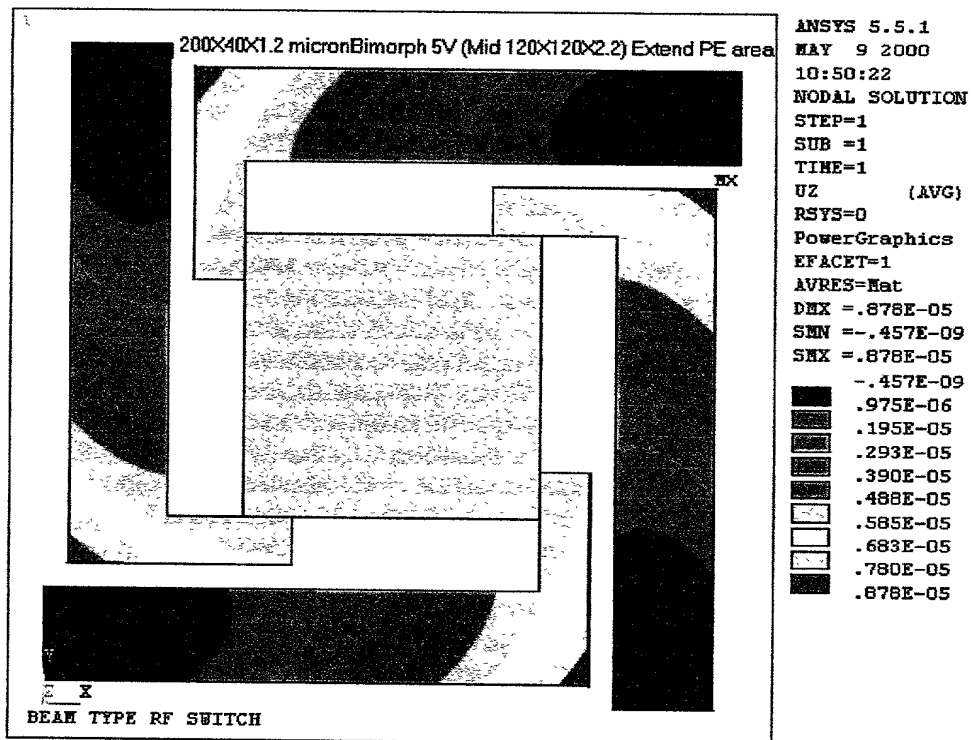 1
200X40X1.2 micronBimorph 5V (Mid 120X120X2.2) Extend PE area
MX
Y
Z X
BEAM TYPE RF SWITCH
ANSYS 5.5.1
MAY 9 2000
10:50:22
NODAL SOLUTION
STEP=1
SUB =1
TIME=1
UZ (AVG)
RSYS=0
PowerGraphics
EFACET=1
AVRES=Mat
DMX =.878E-05
SMN =-.457E-09
SMX =.878E-05
-.457E-09
.975E-06
.195E-05
.293E-05
.390E-05
.488E-05
.585E-05
.683E-05
.780E-05
.878E-05